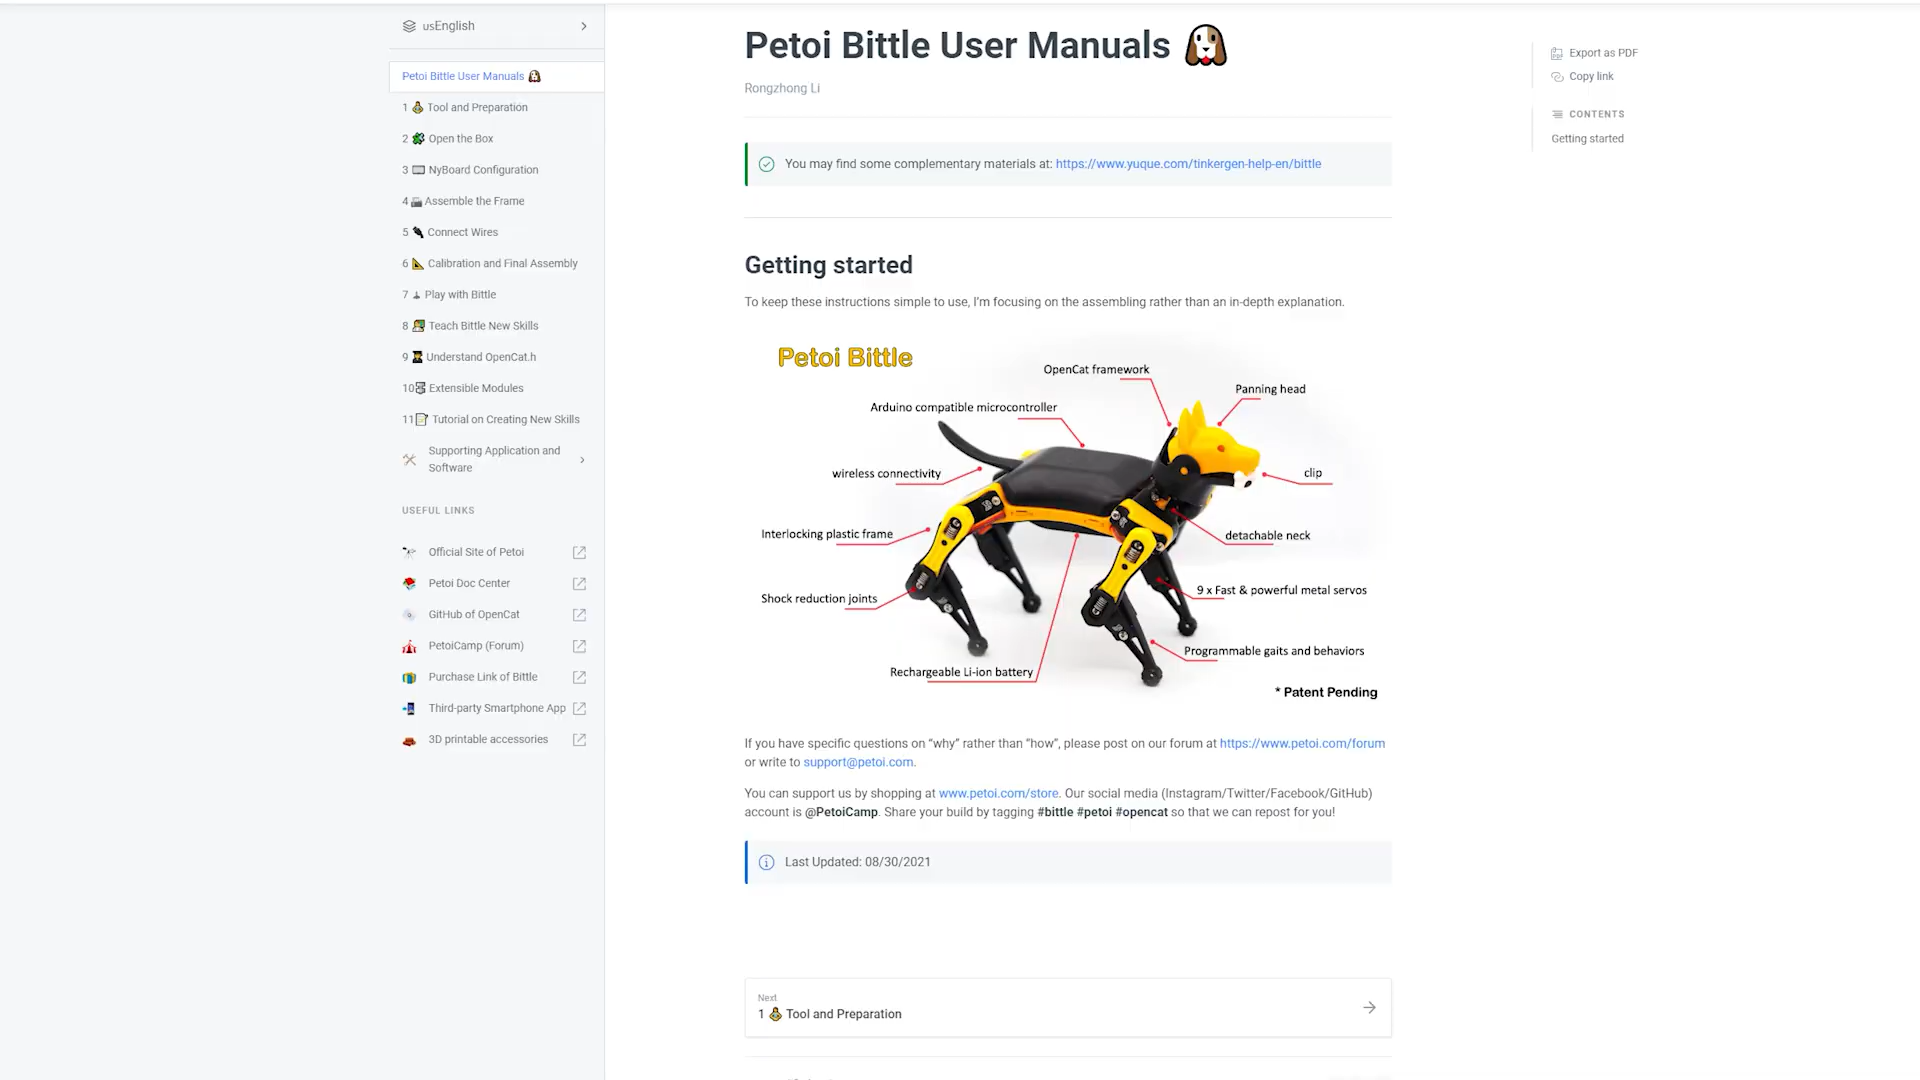 usEnglish
Petoi Bittle User Manuals
1 Tool and Preparation
2 Open the Box
3 NyBoard Configuration
4 Assemble the Frame
5 Connect Wires
6 Calibration and Final Assembly
7 Play with Bittle
8 Teach Bittle New Skills
9 Understand OpenCat.h
10 Extensible Modules
11 Tutorial on Creating New Skills
Supporting Application and
Software
USEFUL LINKS
Official Site of Petoi
Petoi Doc Center
GitHub of OpenCat
PetoiCamp (Forum)
Purchase Link of Bittle
Third-party Smartphone App
3D printable accessories
Petoi Bittle User Manuals
Rongzhong Li
You may find some complementary materials at: https://www.yuque.com/tinkergen-help-en/bittle
Getting started
To keep these instructions simple to use, I'm focusing on the assembling rather than an in-depth explanation.
Petoi Bittle
OpenCat framework
Panning head
Arduino compatible microcontroller
wireless connectivity
clip
Interlocking plastic frame
detachable neck
Shock reduction joints
9 x Fast & powerful metal servos
Programmable gaits and behaviors
Rechargeable Li-ion battery
* Patent Pending
If you have specific questions on “why” rather than “how”, please post on our forum at https://www.petoi.com/forum
or write to support@petoi.com.
You can support us by shopping at www.petoi.com/store. Our social media (Instagram/Twitter/Facebook/GitHub)
account is @PetoiCamp. Share your build by tagging #bittle #petoi #opencat so that we can repost for you!
Last Updated: 08/30/2021
Next
1 Tool and Preparation
Export as PDF
Copy link
CONTENTS
Getting started